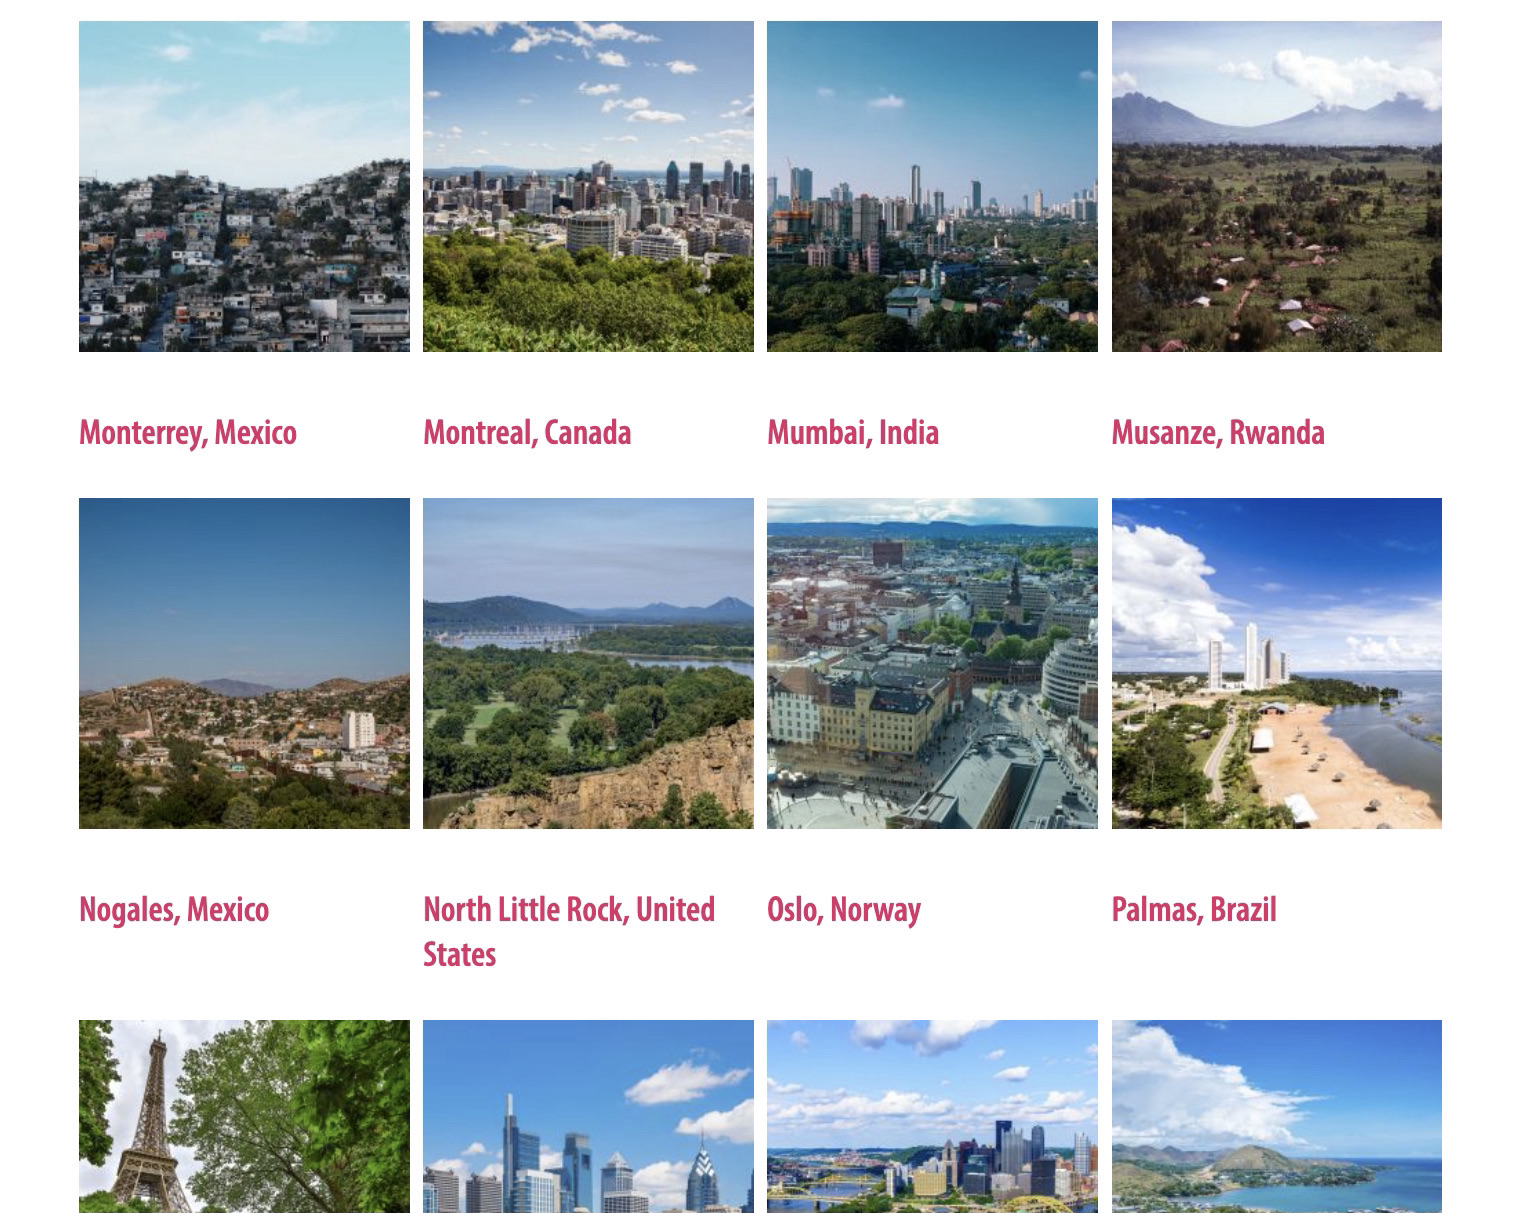 Monterrey, Mexico
Montreal, Canada
Mumbai, India
Musanze, Rwanda
Nogales, Mexico
North Little Rock, United
States
Oslo, Norway
Palmas, Brazil